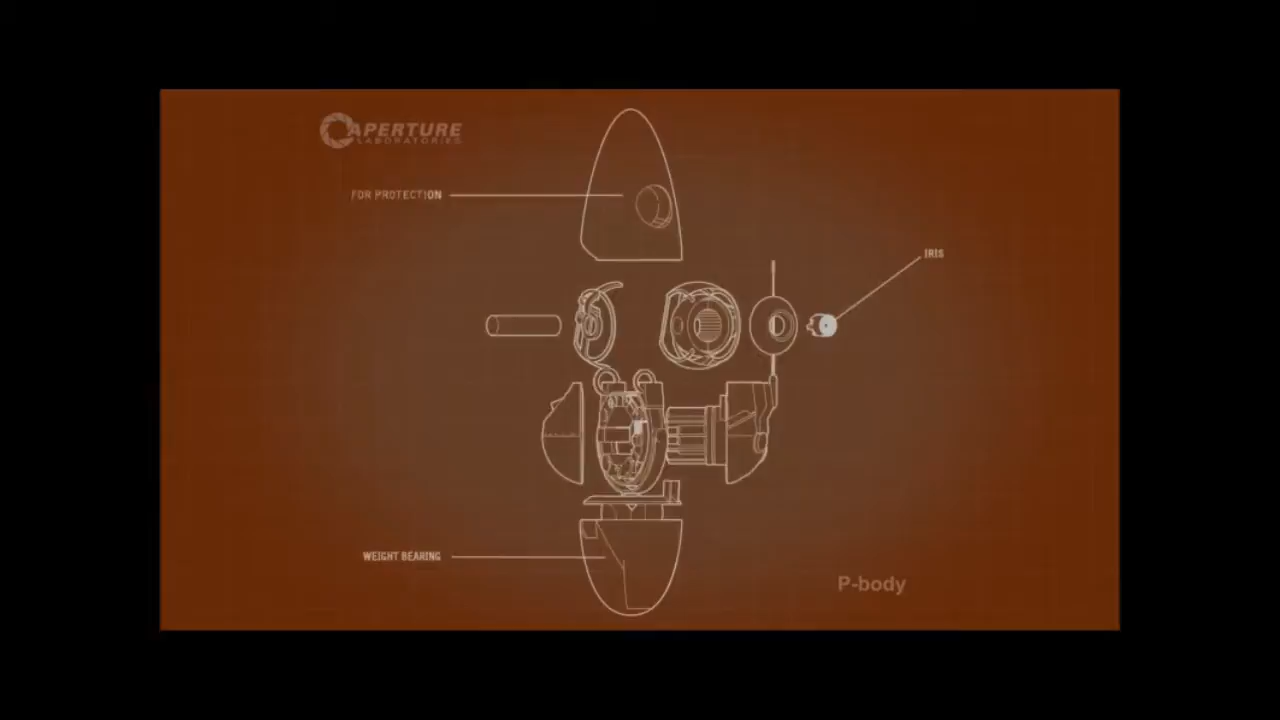 APERTURE
LABORATORIES
FOR PROTECTION
IRIS
WEIGHT BEARING
P-body